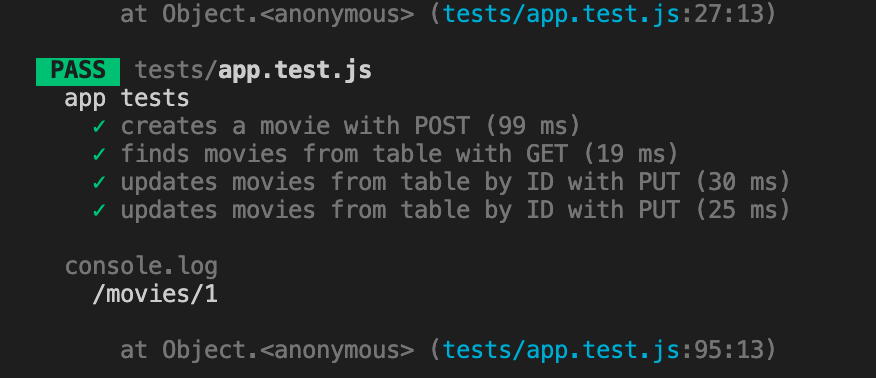 at Object.<anonymous> (tests/app.test.js:27:13)
PASS tests/app.test.js
app tests
✓ creates a movie with POST (99 ms)
✓ finds movies from table with GET (19 ms)
✓ updates movies from table by ID with PUT (30 ms)
✓ updates movies from table by ID with PUT (25 ms)
console.log
/movies/1
at Object.<anonymous> (tests/app.test.js:95:13)